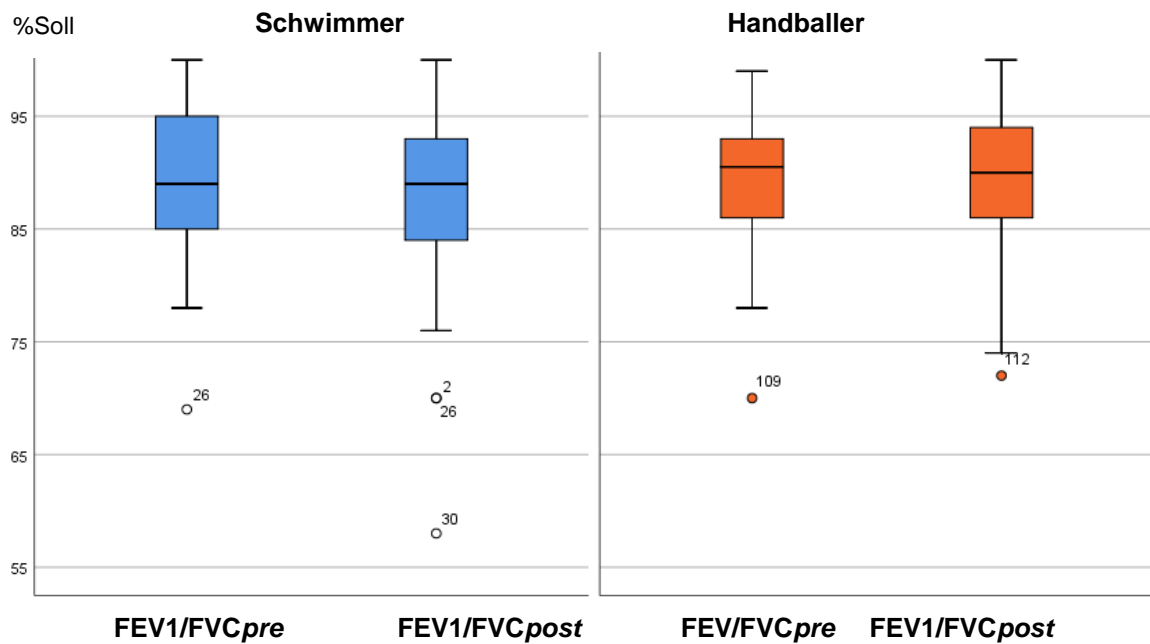 %Soll
Schwimmer
Handballer
95
85
75
65
55
26
2
26
30
109
112
FEV1/FVCpre
FEV1/FVCpost
FEV/FVCpre
FEV1/FVCpost